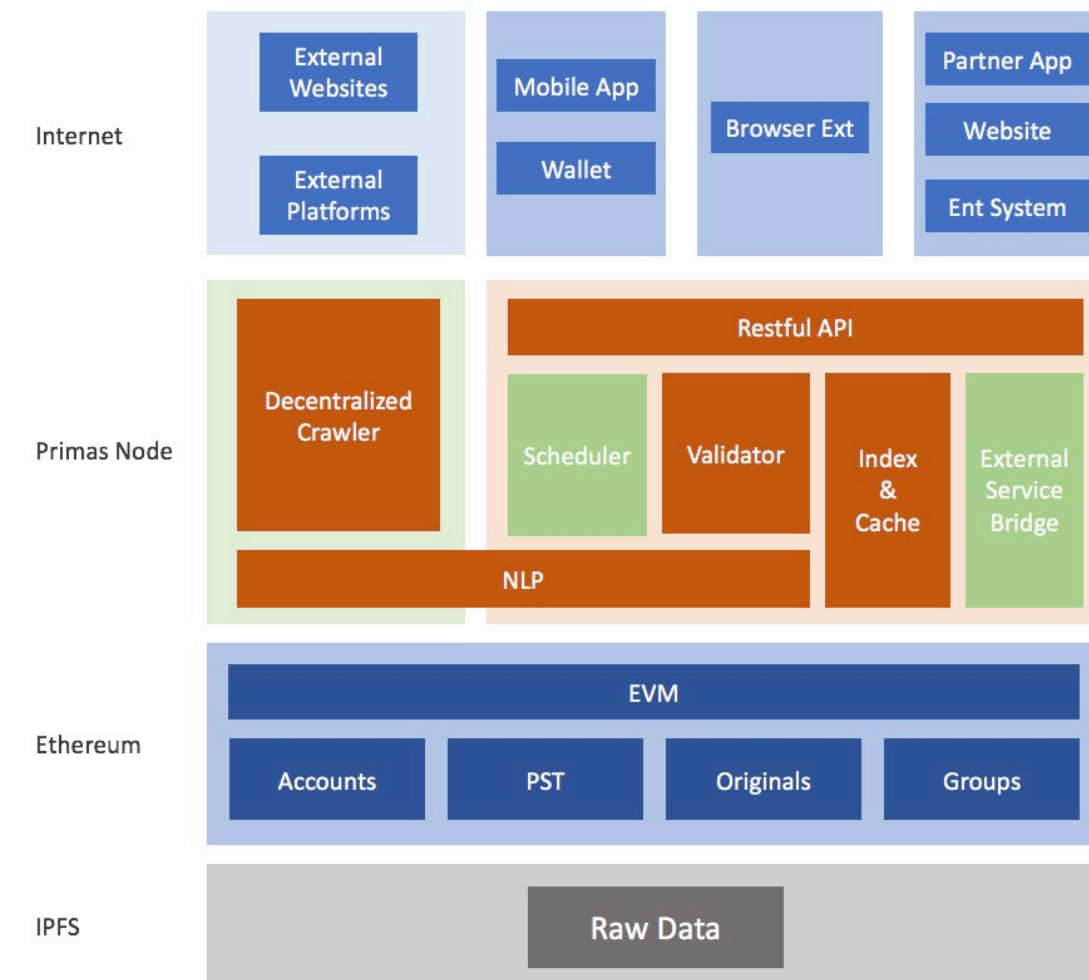 Internet
External
Websites
External
Platforms
Mobile App
Wallet
Browser Ext
Partner App
Website
Ent System
Primas Node
Decentralized
Crawler
Restful API
Scheduler
Validator
Index
&
Cache
External
Service
Bridge
NLP
Ethereum
EVM
Accounts
PST
Originals
Groups
IPFS
Raw Data